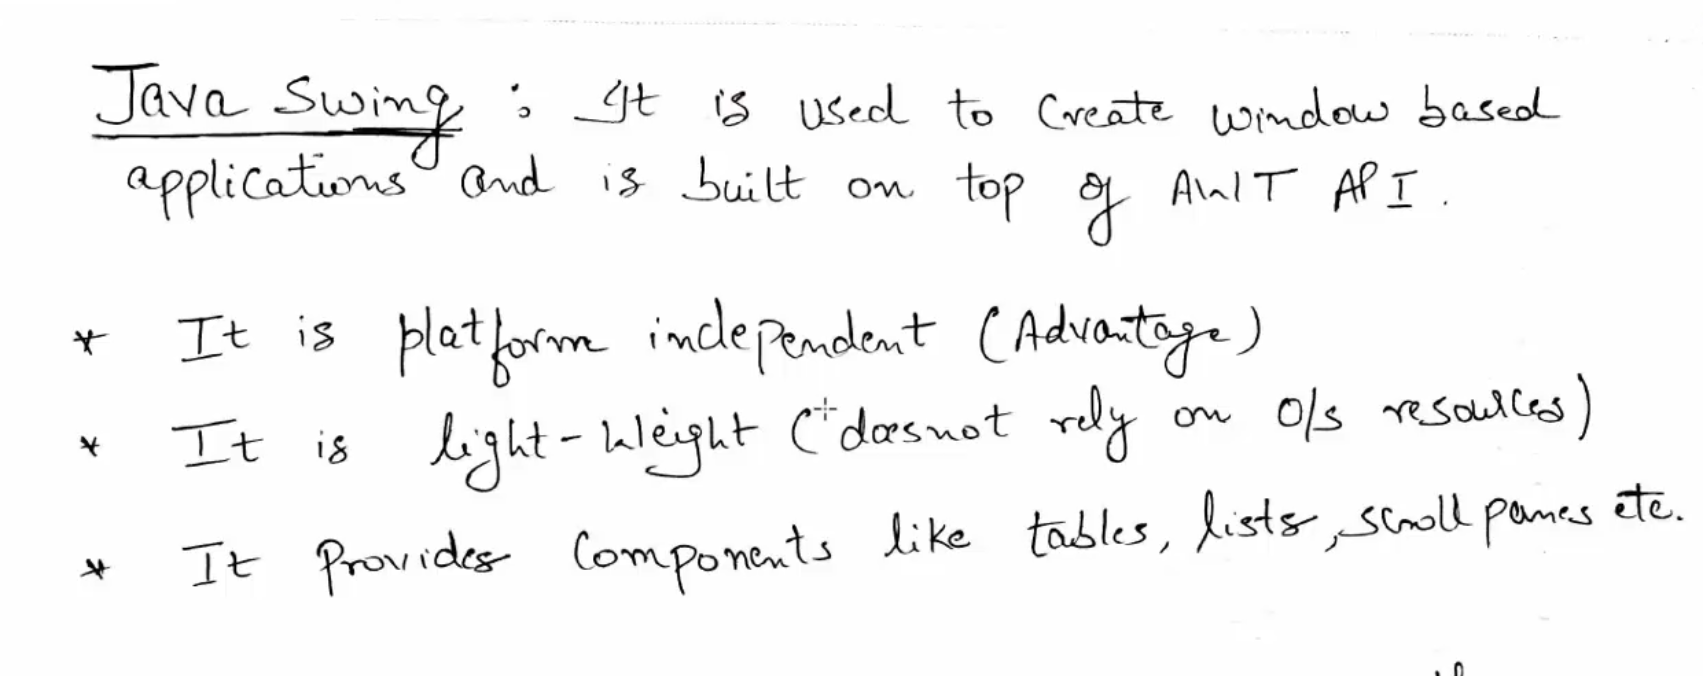 Java Swing : It is used to Create window based
applications and is built on top of AWT API.
* It is platform independent (Advantage)
* It is light-weight (doesnot rely on O/S resources)
* It Provides Components like tables, lists, scroll panes etc.